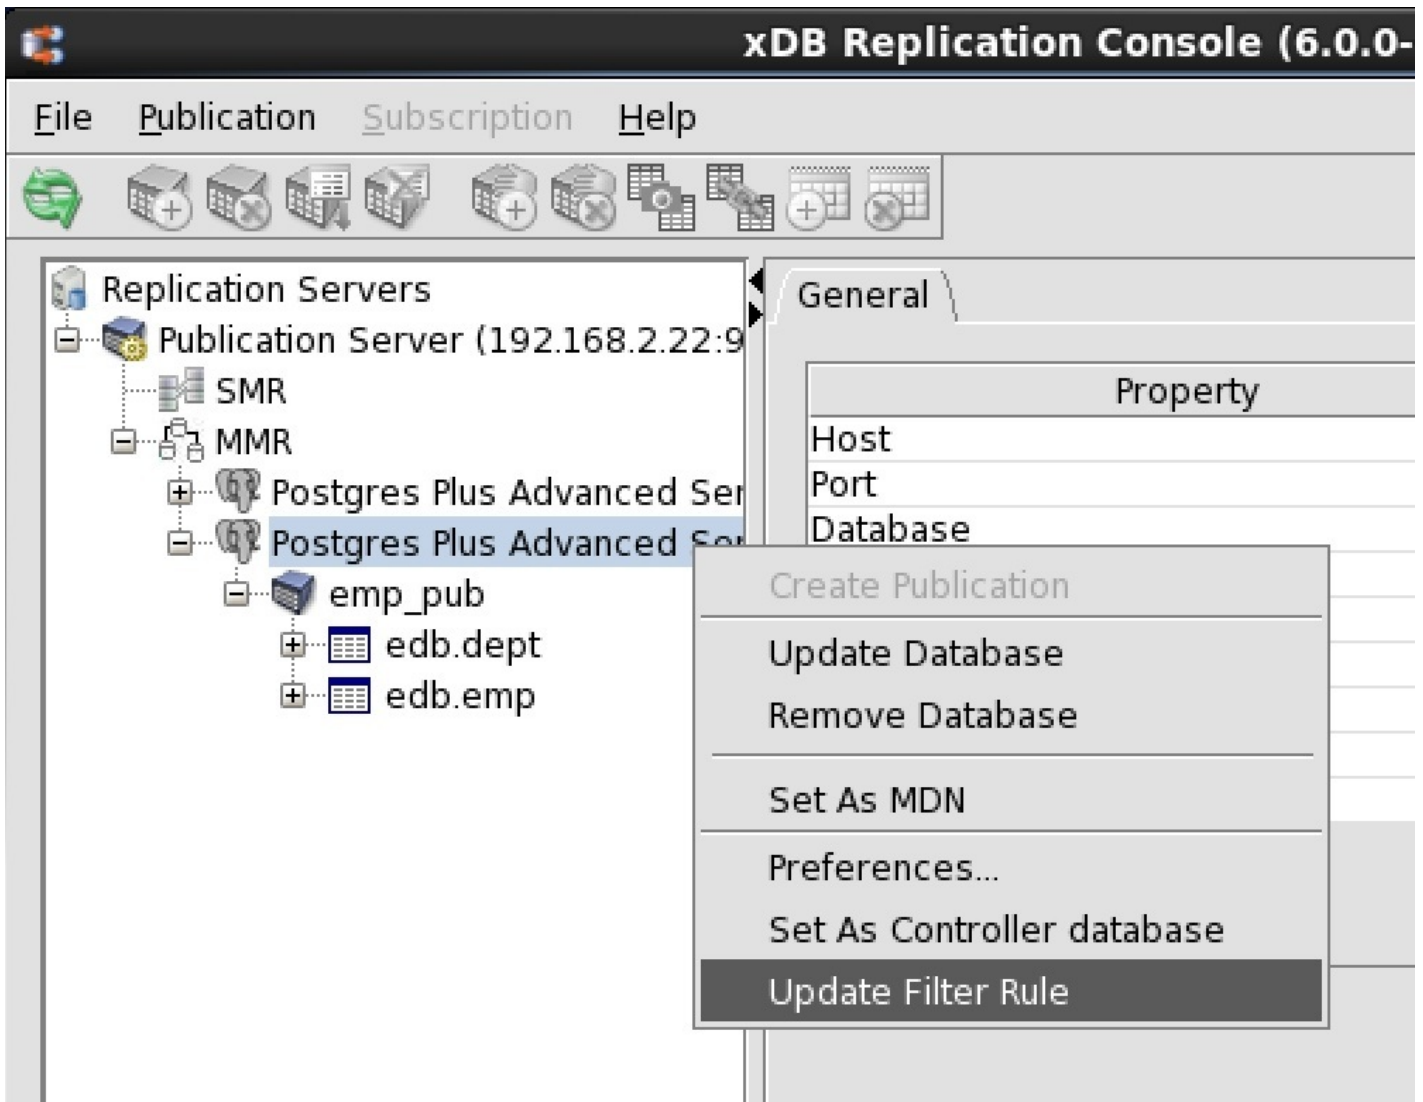 xDB Replication Console (6.0.0-
File Publication Subscription Help
Replication Servers
Publication Server (192.168.2.22:9
SMR
MMR
Postgres Plus Advanced Ser
Postgres Plus Advanced Ser
emp_pub
edb.dept
edb.emp
General
Property
Host
Port
Database
Create Publication
Update Database
Remove Database
Set As MDN
Preferences...
Set As Controller database
Update Filter Rule